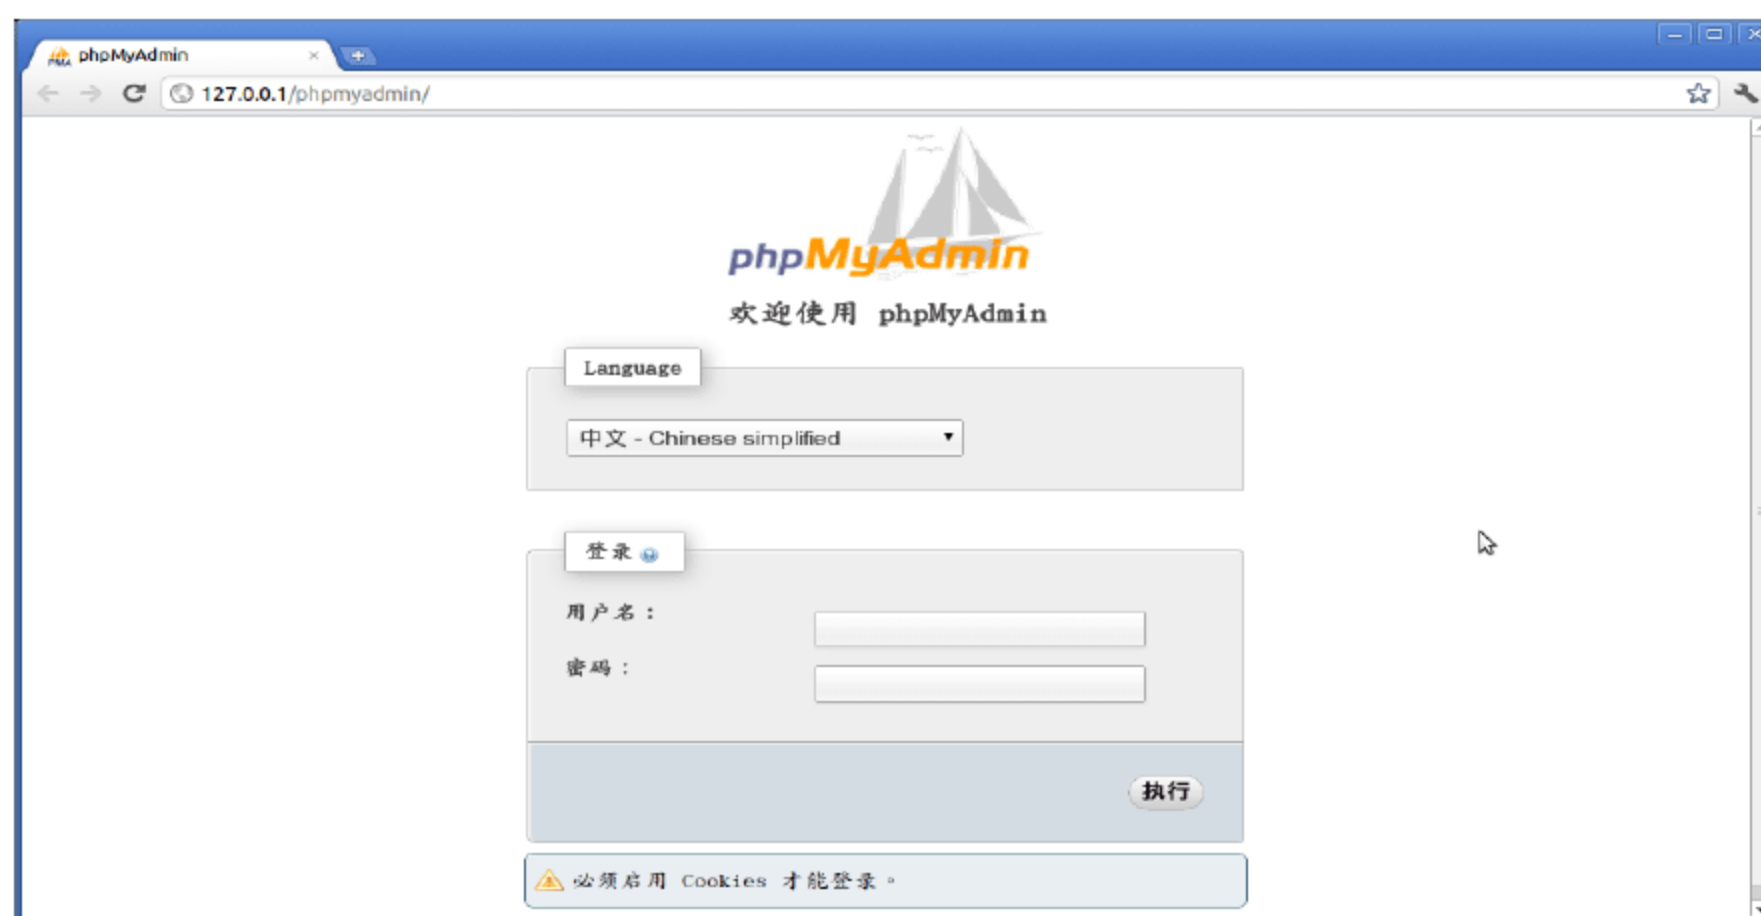 phpMyAdmin
127.0.0.1/phpmyadmin/
phpMyAdmin
欢迎使用 phpMyAdmin
Language
中文 - Chinese simplified
登录
用户名：
密码：
执行
必须启用 Cookies 才能登录。